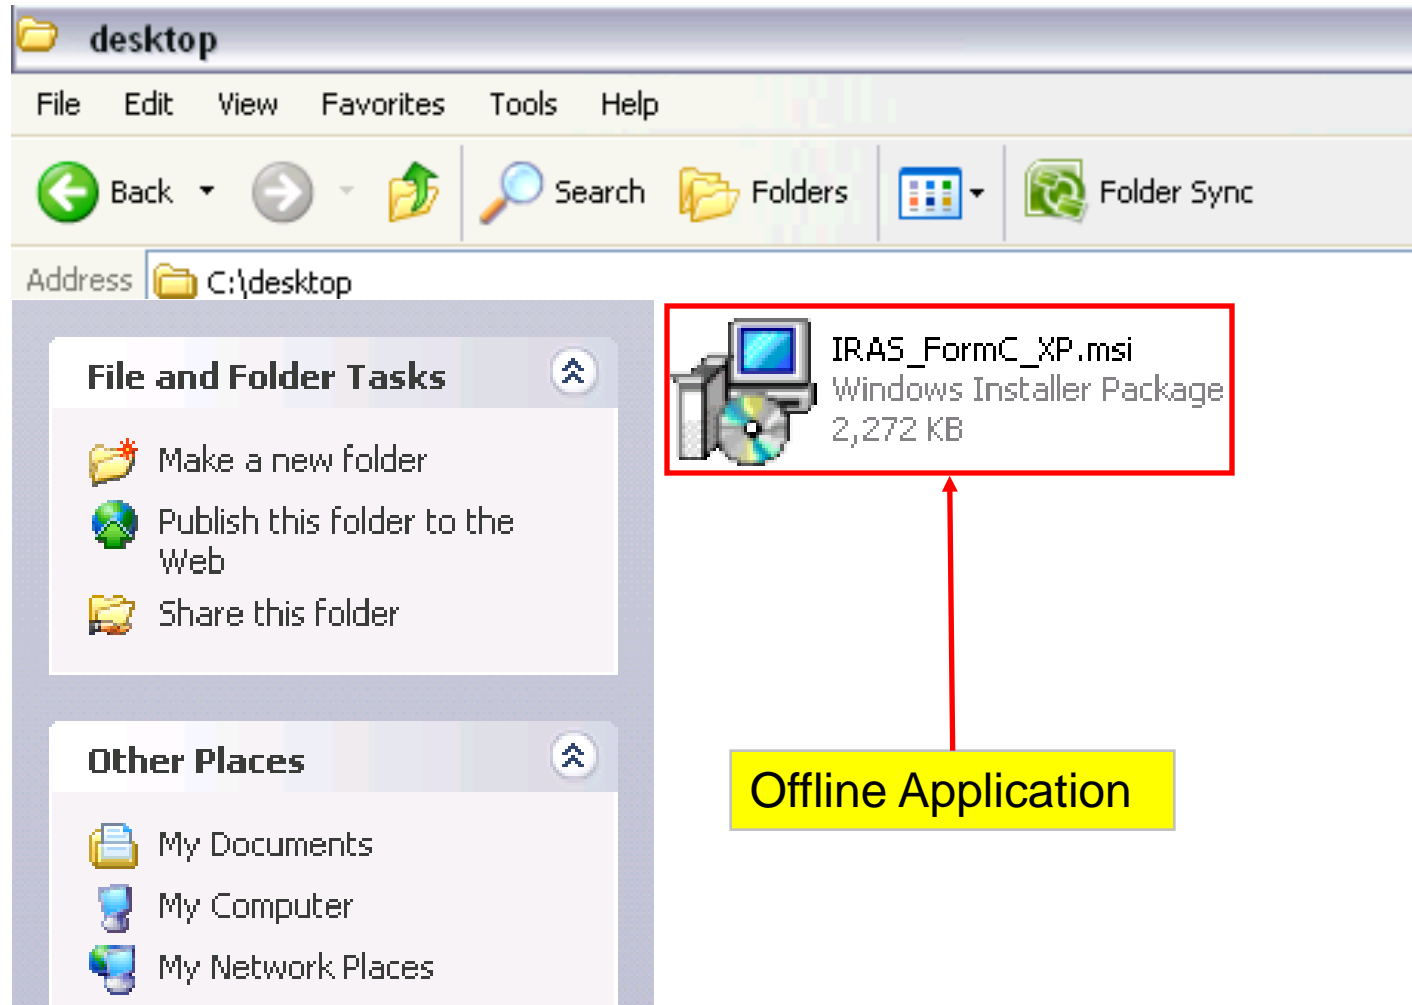 desktop
File Edit View Favorites Tools Help
Back Search Folders Folder Sync
Address C:\desktop
File and Folder Tasks
Make a new folder
Publish this folder to the
Web
Share this folder
Other Places
My Documents
My Computer
My Network Places
IRAS_FormC_XP.msi
Windows Installer Package
2,272 KB
Offline Application